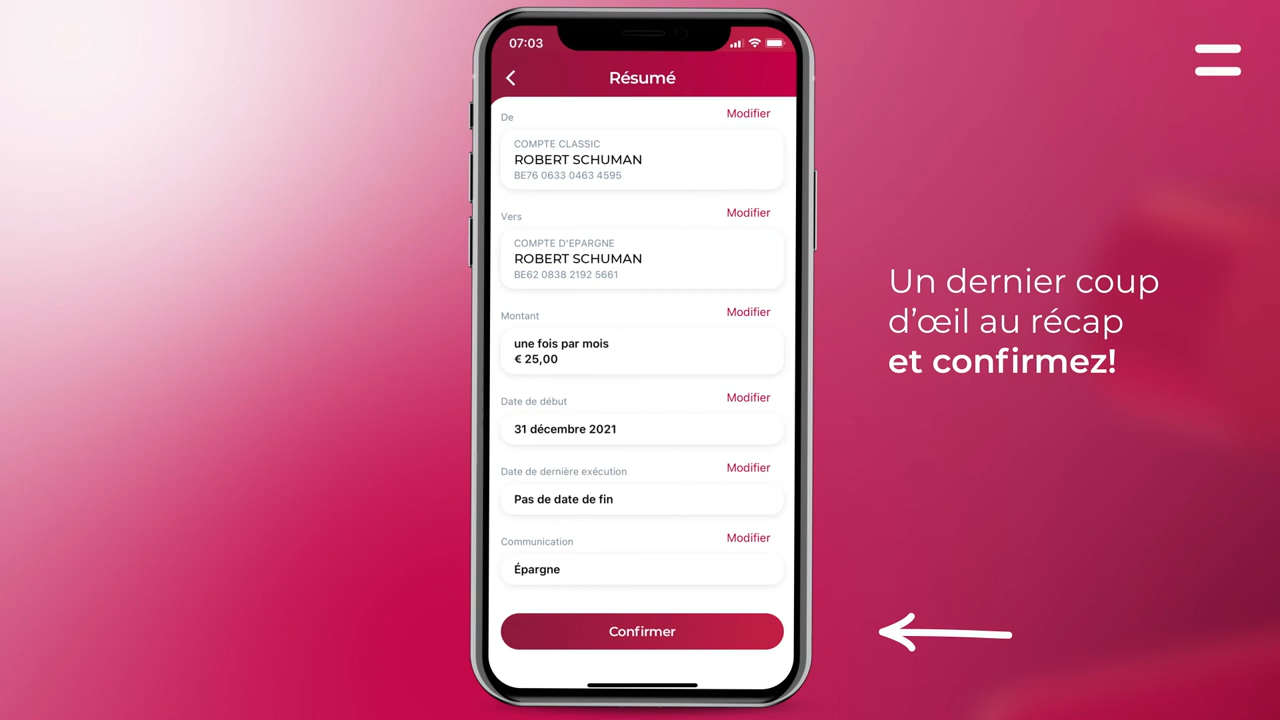 07:03
Résumé
De
Modifier
COMPTE CLASSIC
ROBERT SCHUMAN
BE76 0633 0463 4595
Vers
Modifier
COMPTE D'EPARGNE
ROBERT SCHUMAN
BE62 0838 2192 5661
Montant
Modifier
une fois par mois
€ 25,00
Date de début
Modifier
31 décembre 2021
Date de dernière exécution
Modifier
Pas de date de fin
Communication
Modifier
Épargne
Confirmer
Un dernier coup
d'œil au récap
et confirmez!